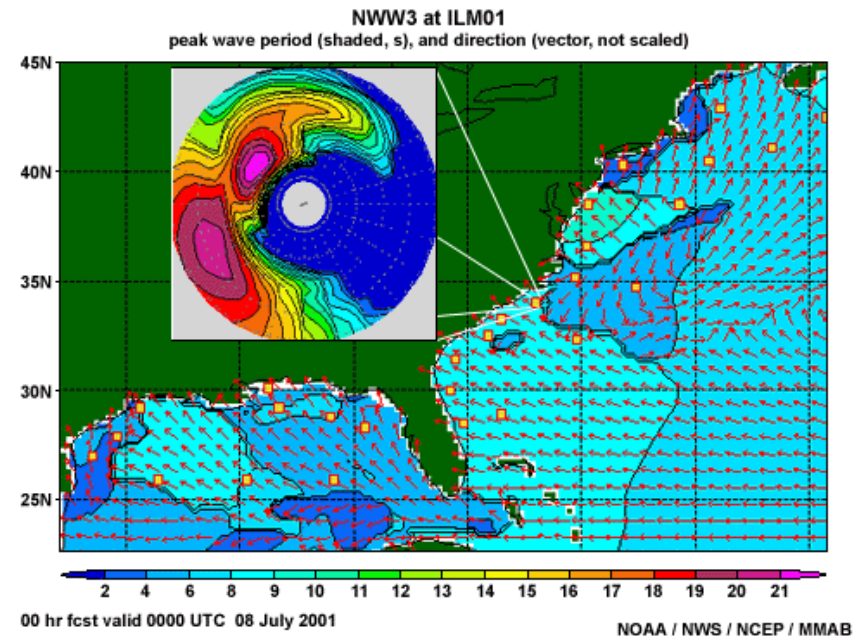 NWW3 at ILM01
peak wave period (shaded, s), and direction (vector, not scaled)
45N
40N
35N
30N
25N
2 4 6 8 9 10 11 12 13 14 15 16 17 18 19 20 21
00 hr fcst valid 0000 UTC 08 July 2001
NOAA / NWS / NCEP / MMAB